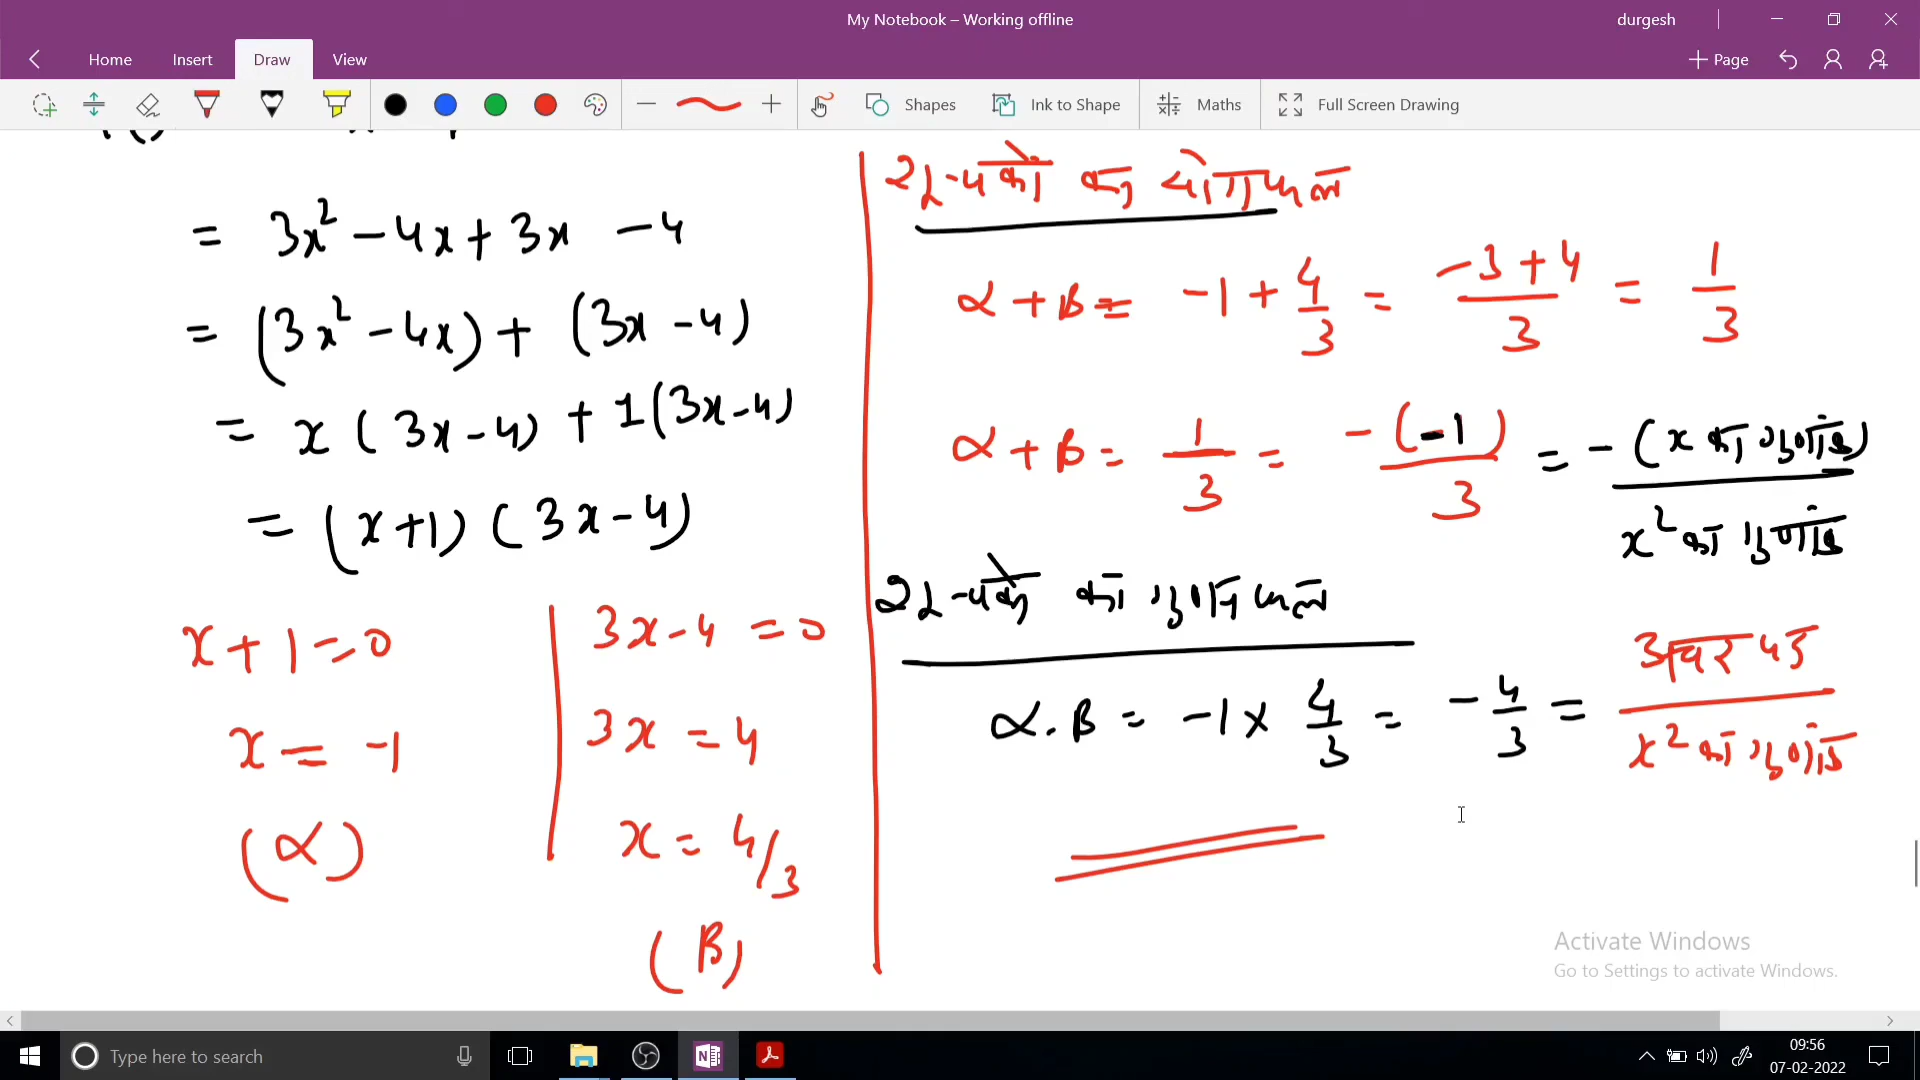 My Notebook – Working offline
durgesh
Home Insert Draw View
Page
Shapes Ink to Shape Maths Full Screen Drawing
= 3x² - 4x + 3x - 4
= (3x² - 4x) + (3x - 4)
= x (3x - 4) + 1 (3x - 4)
= (x+1) (3x - 4)
x + 1 = 0
x = -1
(α)
3x - 4 = 0
3x = 4
x = 4/3
(β)
शून्यकों का योगफल
α + β = -1 + 4/3 = (-3 + 4)/3 = 1/3
α + β = 1/3 = -(-1)/3 = -(x का गुणांक)/x² का गुणांक
शून्यकों का गुणनफल
α . β = -1 × 4/3 = -4/3 = अचर पद/x² का गुणांक
Activate Windows
Go to Settings to activate Windows.
Type here to search
09:56
07-02-2022